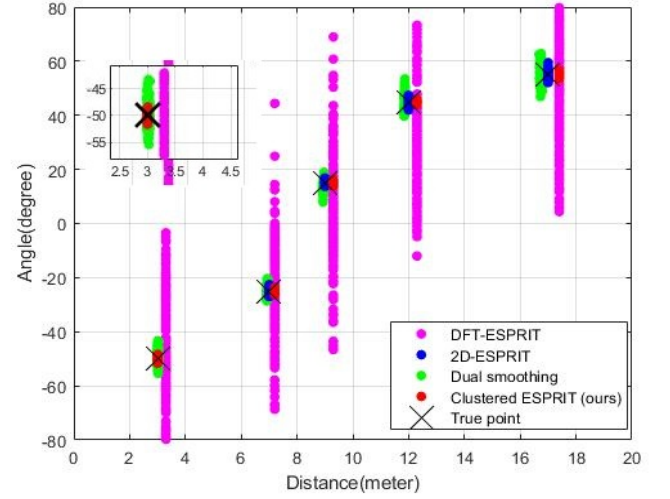 80
60
40
20
0
-20
-40
-60
-80
Angle(degree)
-45
-50
-55
2.5 3 3.5 4 4.5
DFT-ESPRIT
2D-ESPRIT
Dual smoothing
Clustered ESPRIT (ours)
True point
0 2 4 6 8 10 12 14 16 18 20
Distance(meter)